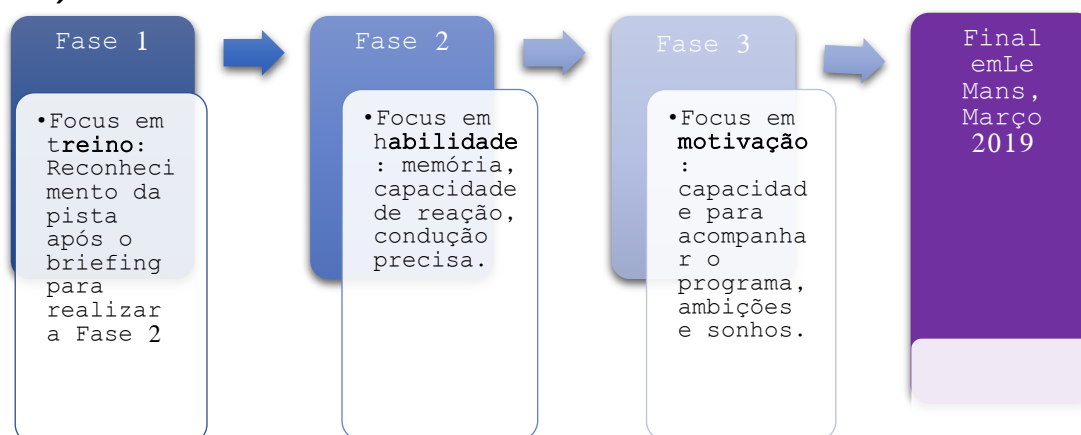 Fase 1
•Focus em
treino:
Reconheci
mento da
pista
após o
briefing
para
realizar
a Fase 2
Fase 2
•Focus em
habilidade
: memória,
capacidade
de reação,
condução
precisa.
Fase 3
•Focus em
motivação
:
capacidad
e para
acompanha
r o
programa,
ambições
e sonhos.
Final
emLe
Mans,
Março
2019